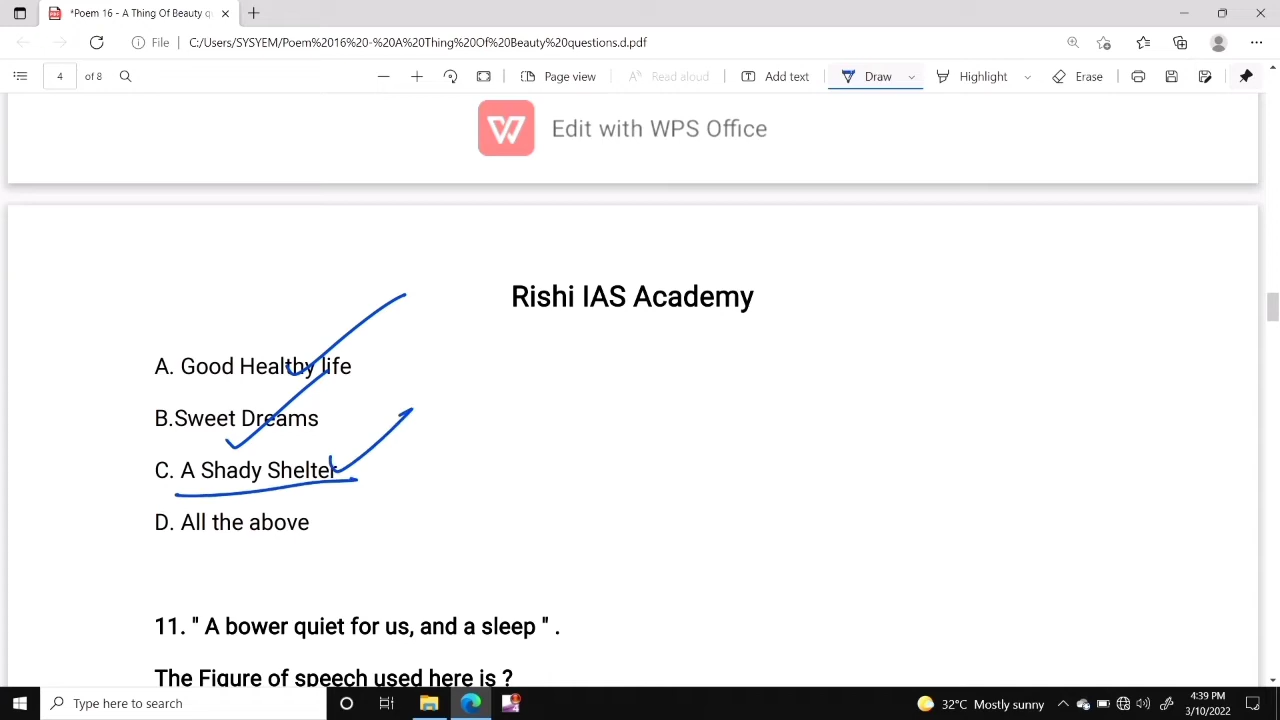 *Poem 16 - A Thing Of Beauty q
File
C:/Users/SYSYEM/Poem%2016%20-%20A%20Thing%20Of%20Beauty%20questions.d.pdf
4 of 8
Page view
Read aloud
Add text
Draw
Highlight
Erase
Edit with WPS Office
Rishi IAS Academy
A. Good Healthy life
B.Sweet Dreams
C. A Shady Shelter
D. All the above
11. " A bower quiet for us, and a sleep " .
The Figure of speech used here is ?
Type here to search
32°C Mostly sunny
4:39 PM
3/10/2022